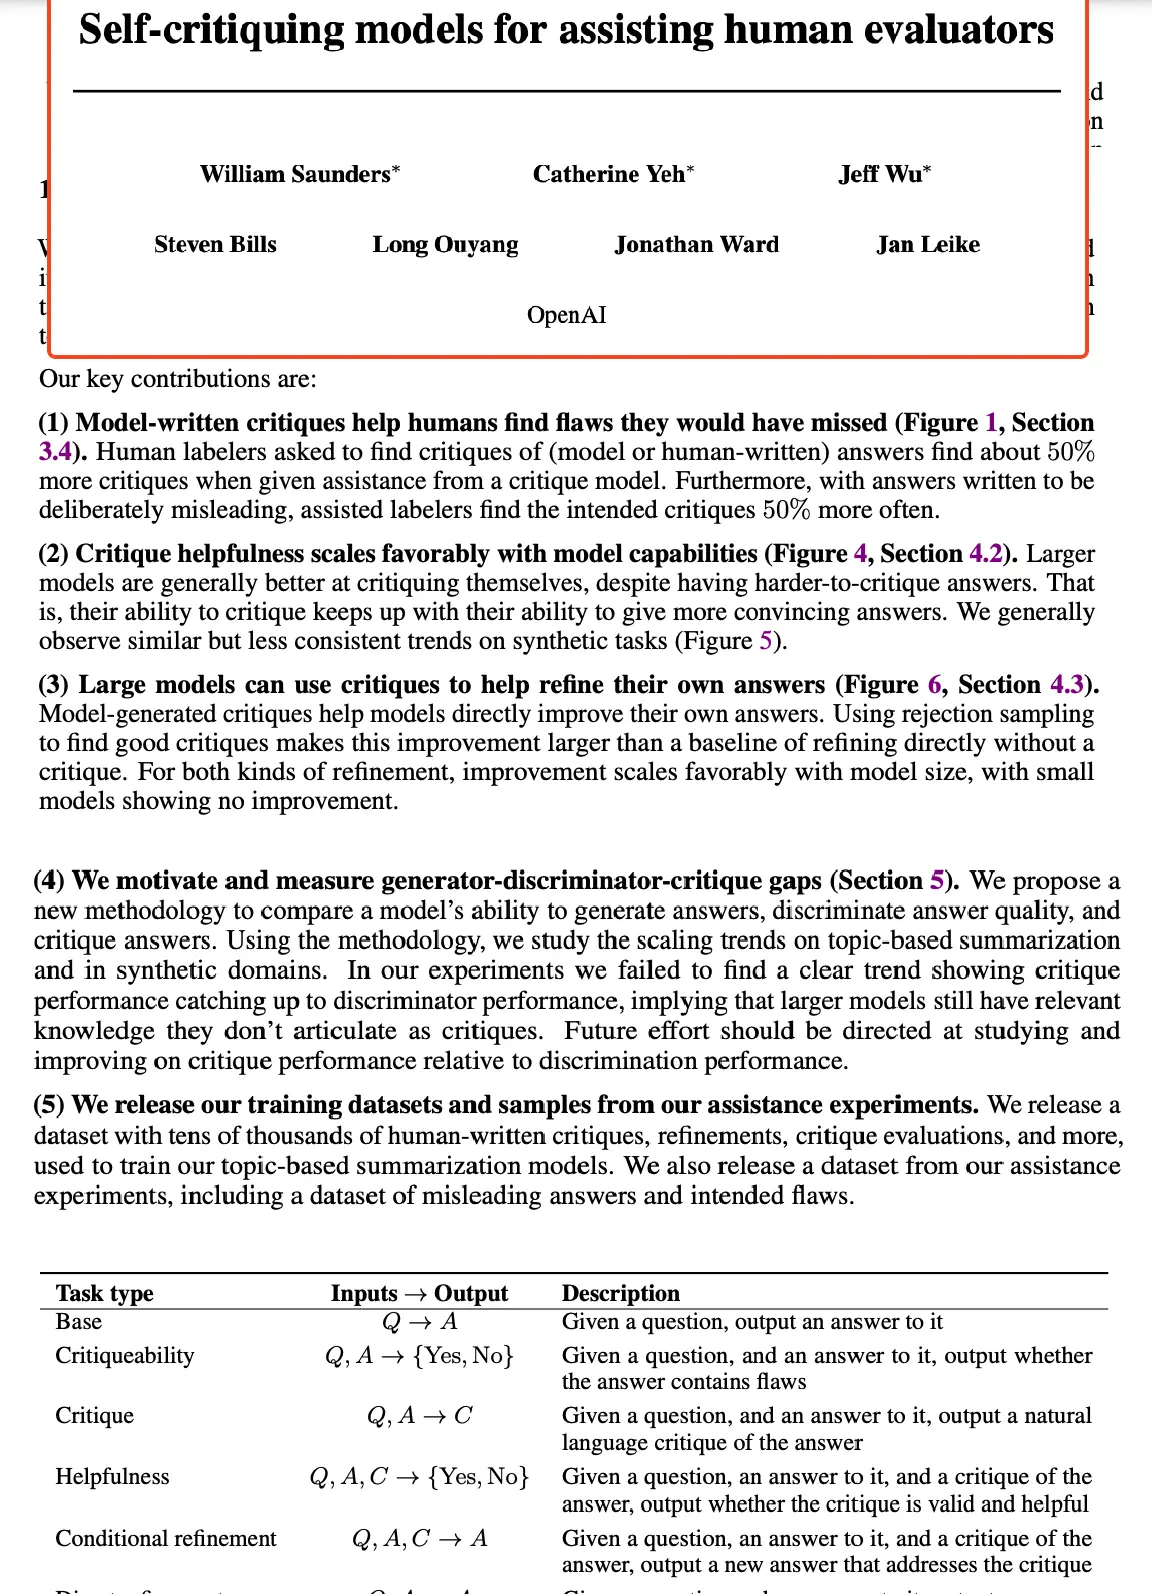 Self-critiquing models for assisting human evaluators
William Saunders* Catherine Yeh* Jeff Wu*
Steven Bills Long Ouyang Jonathan Ward Jan Leike
OpenAI
Our key contributions are:
(1) Model-written critiques help humans find flaws they would have missed (Figure 1, Section
3.4). Human labelers asked to find critiques of (model or human-written) answers find about 50%
more critiques when given assistance from a critique model. Furthermore, with answers written to be
deliberately misleading, assisted labelers find the intended critiques 50% more often.
(2) Critique helpfulness scales favorably with model capabilities (Figure 4, Section 4.2). Larger
models are generally better at critiquing themselves, despite having harder-to-critique answers. That
is, their ability to critique keeps up with their ability to give more convincing answers. We generally
observe similar but less consistent trends on synthetic tasks (Figure 5).
(3) Large models can use critiques to help refine their own answers (Figure 6, Section 4.3).
Model-generated critiques help models directly improve their own answers. Using rejection sampling
to find good critiques makes this improvement larger than a baseline of refining directly without a
critique. For both kinds of refinement, improvement scales favorably with model size, with small
models showing no improvement.
(4) We motivate and measure generator-discriminator-critique gaps (Section 5). We propose a
new methodology to compare a model's ability to generate answers, discriminate answer quality, and
critique answers. Using the methodology, we study the scaling trends on topic-based summarization
and in synthetic domains. In our experiments we failed to find a clear trend showing critique
performance catching up to discriminator performance, implying that larger models still have relevant
knowledge they don't articulate as critiques. Future effort should be directed at studying and
improving on critique performance relative to discrimination performance.
(5) We release our training datasets and samples from our assistance experiments. We release a
dataset with tens of thousands of human-written critiques, refinements, critique evaluations, and more,
used to train our topic-based summarization models. We also release a dataset from our assistance
experiments, including a dataset of misleading answers and intended flaws.
Task type Inputs → Output Description
Base Q → A Given a question, output an answer to it
Critiqueability Q, A → {Yes, No} Given a question, and an answer to it, output whether
the answer contains flaws
Critique Q, A → C Given a question, and an answer to it, output a natural
language critique of the answer
Helpfulness Q, A, C → {Yes, No} Given a question, an answer to it, and a critique of the
answer, output whether the critique is valid and helpful
Conditional refinement Q, A, C → A Given a question, an answer to it, and a critique of the
answer, output a new answer that addresses the critique